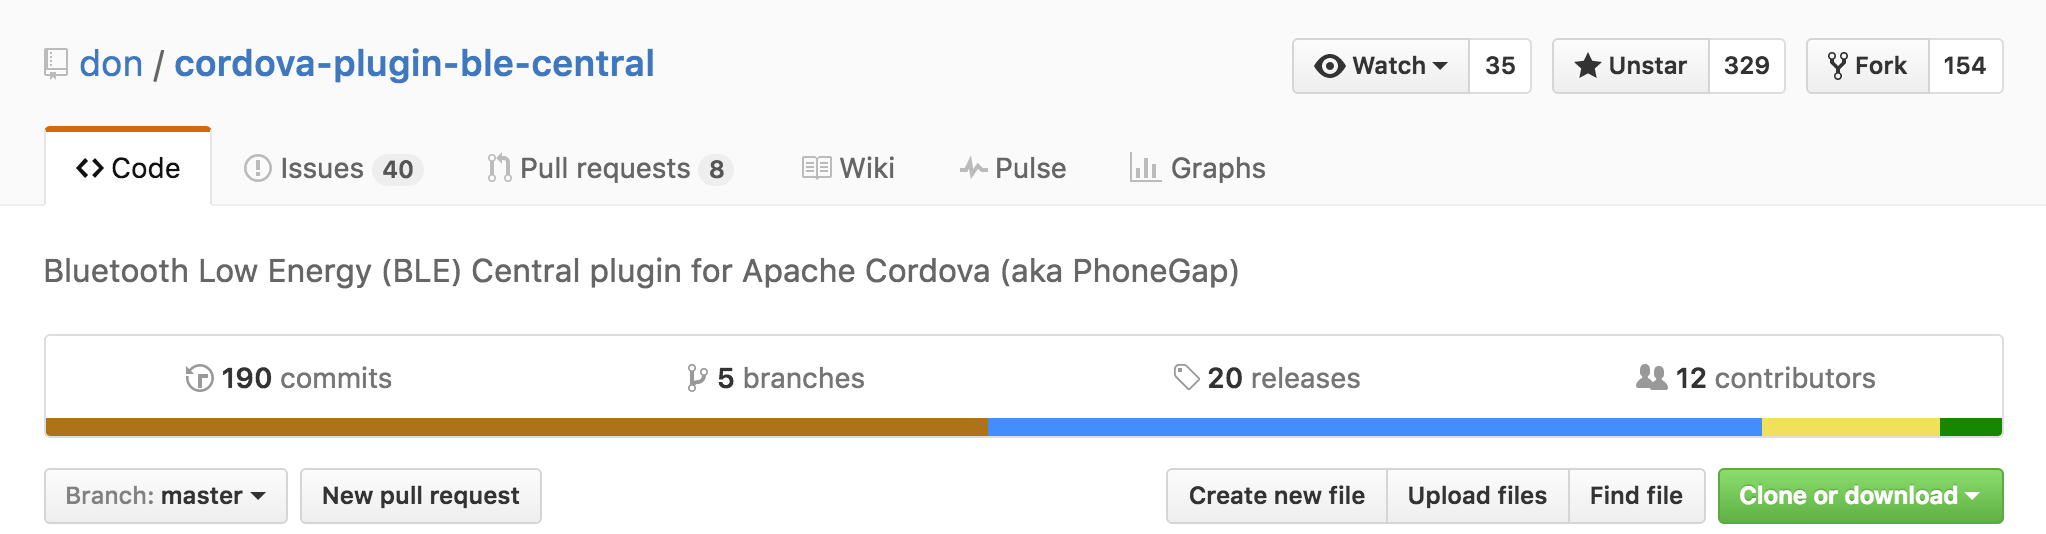 don / cordova-plugin-ble-central Watch 35 Unstar 329 Fork 154
Code Issues 40 Pull requests 8 Wiki Pulse Graphs
Bluetooth Low Energy (BLE) Central plugin for Apache Cordova (aka PhoneGap)
190 commits 5 branches 20 releases 12 contributors
Branch: master New pull request Create new file Upload files Find file Clone or download